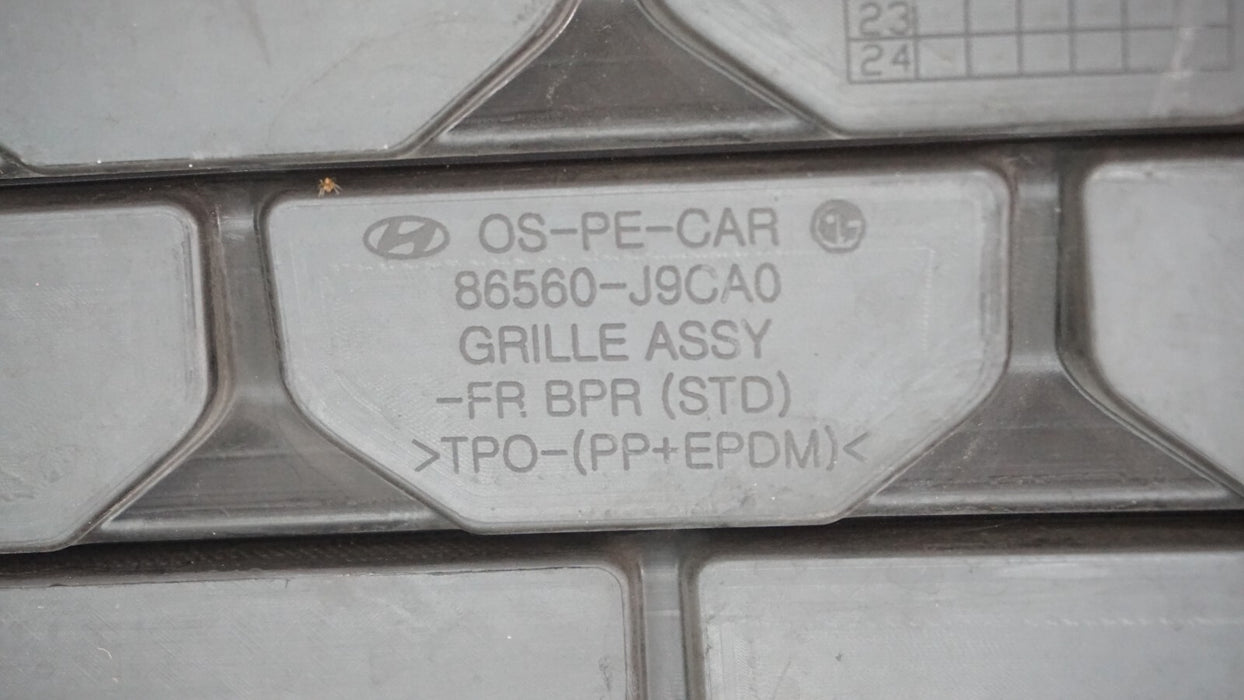 23
24
OS-PE-CAR
86560-J9CA0
GRILLE ASSY
-FR BPR (STD)
>TPO-(PP+EPDM)<